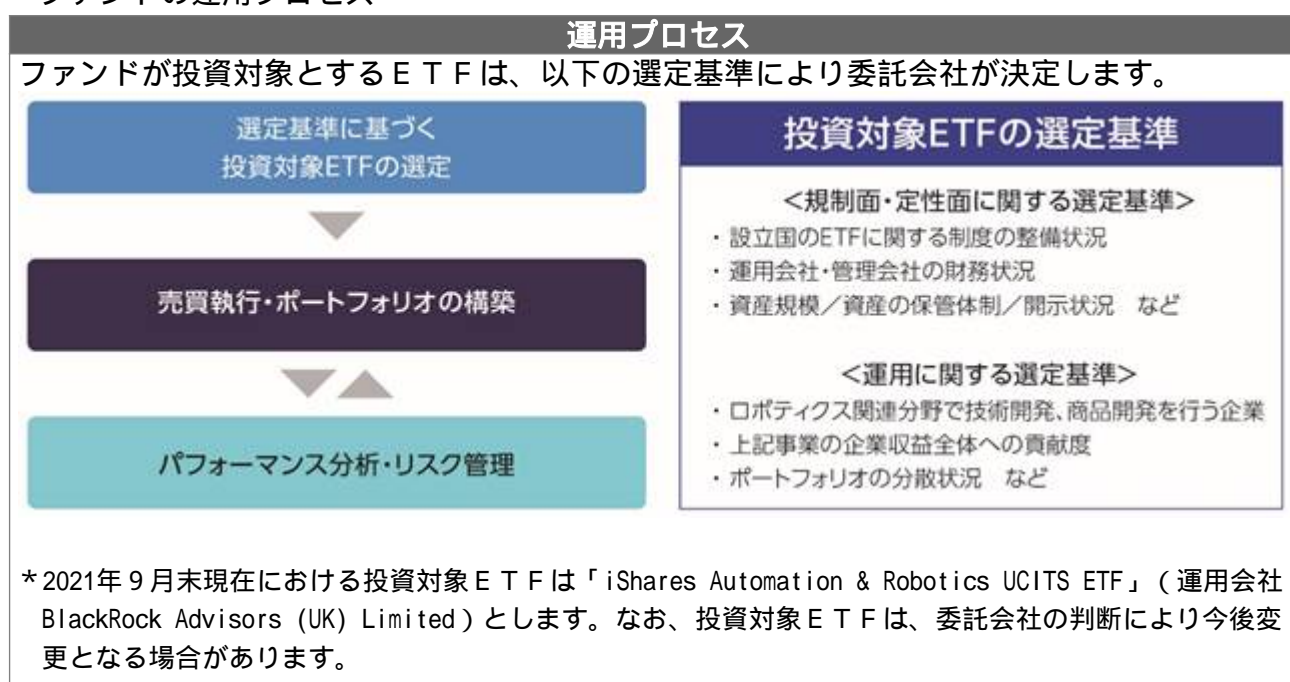 運用プロセス
ファンドが投資対象とするＥＴＦは、以下の選定基準により委託会社が決定します。
選定基準に基づく
投資対象ETFの選定
売買執行・ポートフォリオの構築
パフォーマンス分析・リスク管理
投資対象ETFの選定基準
＜規制面・定性面に関する選定基準＞
・設立国のETFに関する制度の整備状況
・運用会社・管理会社の財務状況
・資産規模／資産の保管体制／開示状況　など
＜運用に関する選定基準＞
・ロボティクス関連分野で技術開発、商品開発を行う企業
・上記事業の企業収益全体への貢献度
・ポートフォリオの分散状況　など
＊2021年９月末現在における投資対象ＥＴＦは「iShares Automation & Robotics UCITS ETF」（運用会社
BlackRock Advisors (UK) Limited）とします。なお、投資対象ＥＴＦは、委託会社の判断により今後変
更となる場合があります。